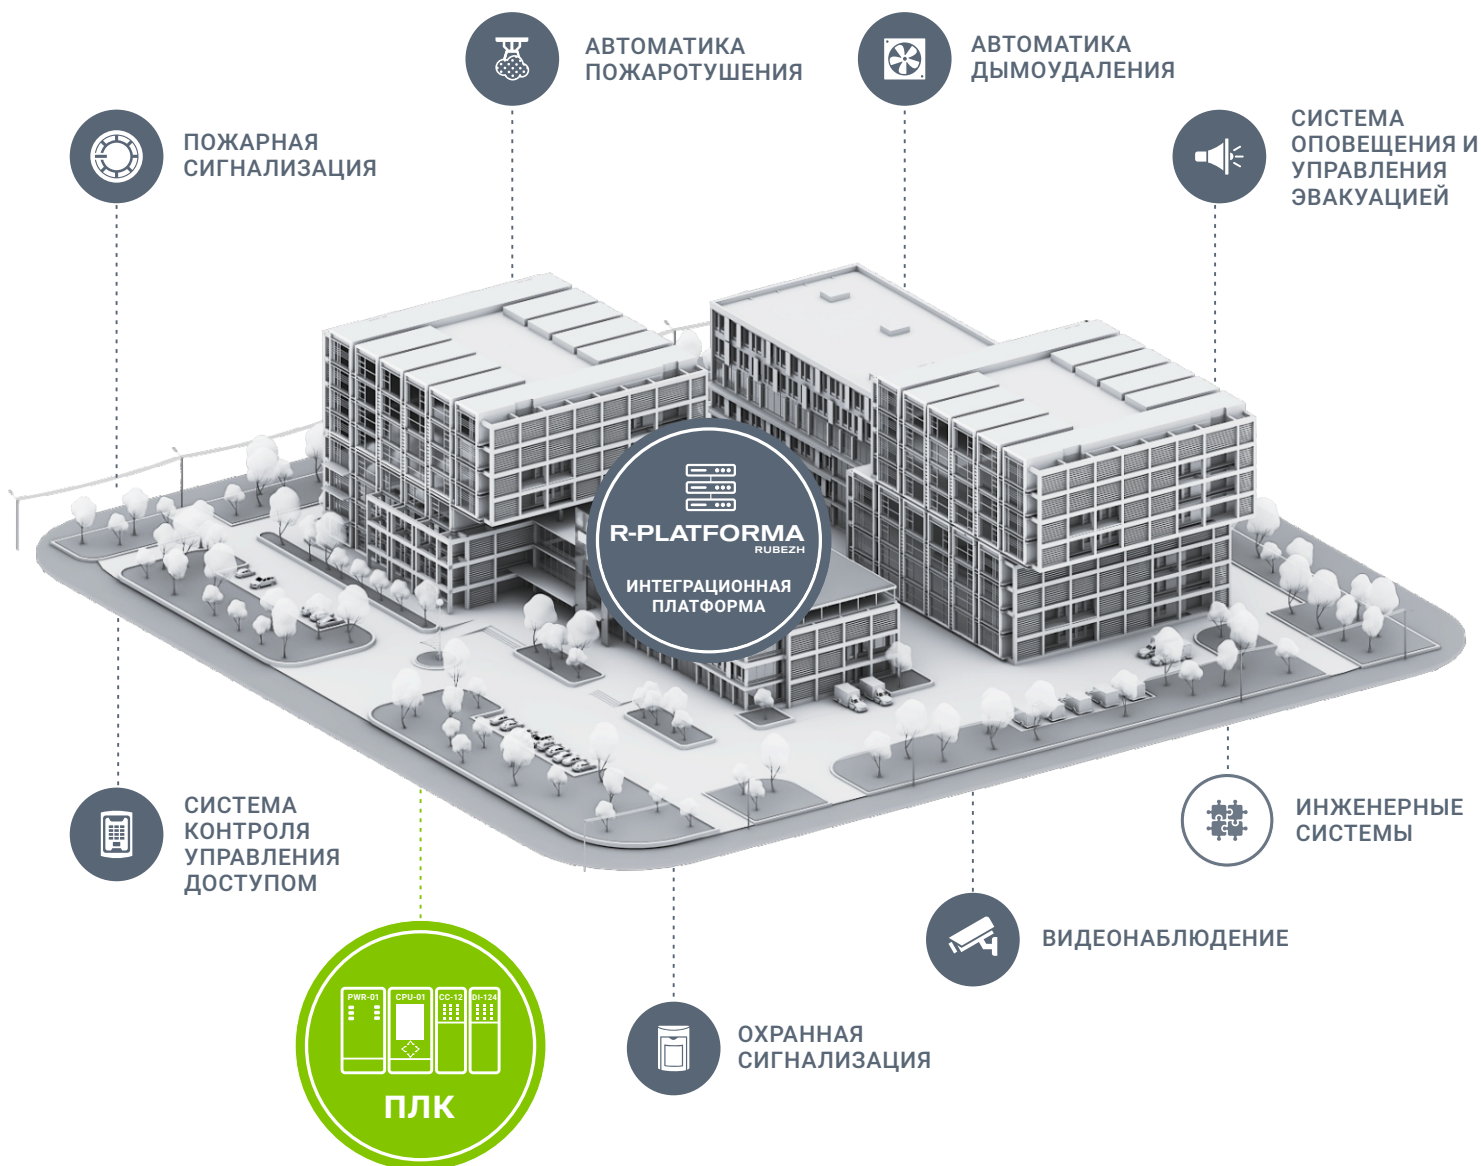 АВТОМАТИКА
ПОЖАРОТУШЕНИЯ
АВТОМАТИКА
ДЫМОУДАЛЕНИЯ
ПОЖАРНАЯ
СИГНАЛИЗАЦИЯ
СИСТЕМА
ОПОВЕЩЕНИЯ И
УПРАВЛЕНИЯ
ЭВАКУАЦИЕЙ
R-PLATFORMA
RUBEZH
ИНТЕГРАЦИОННАЯ
ПЛАТФОРМА
СИСТЕМА
КОНТРОЛЯ
УПРАВЛЕНИЯ
ДОСТУПОМ
ИНЖЕНЕРНЫЕ
СИСТЕМЫ
ВИДЕОНАБЛЮДЕНИЕ
PWR-01 CPU-01 CC-12 DI-124
ПЛК
ОХРАННАЯ
СИГНАЛИЗАЦИЯ